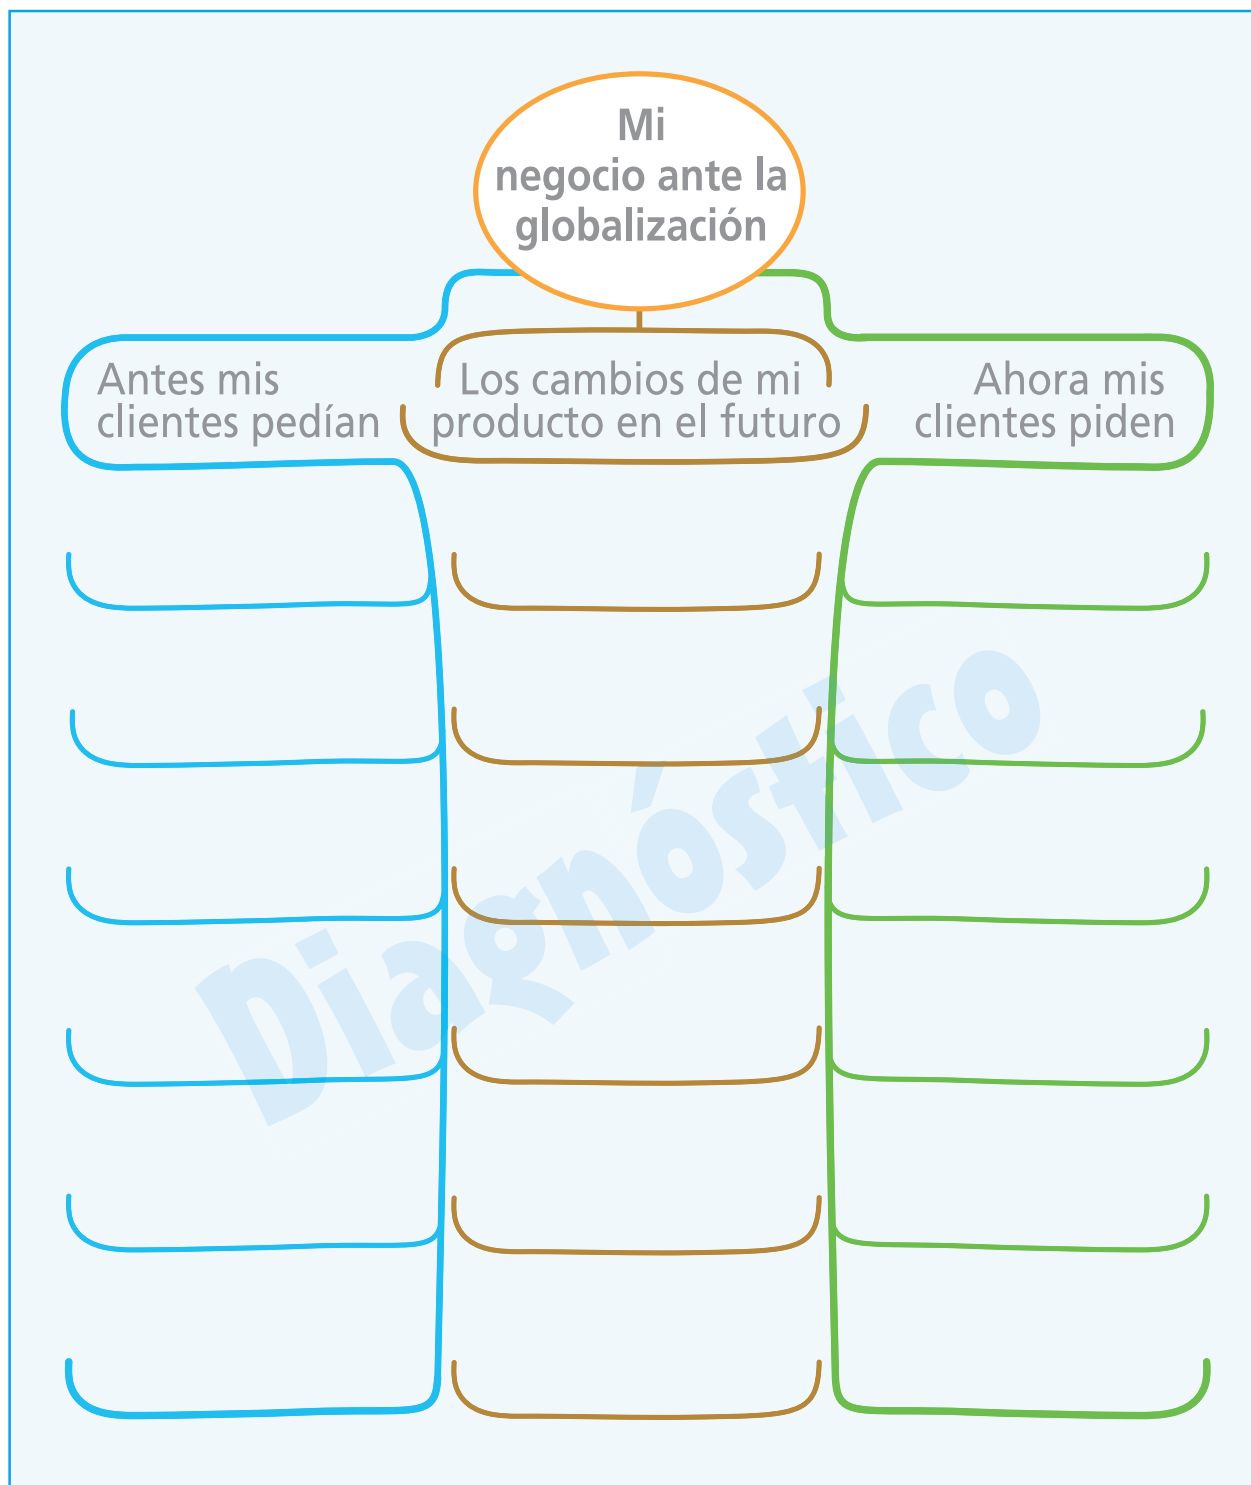 Mi
negocio ante la
globalización
Antes mis
clientes pedían
Los cambios de mi
producto en el futuro
Ahora mis
clientes piden
Diagnóstico